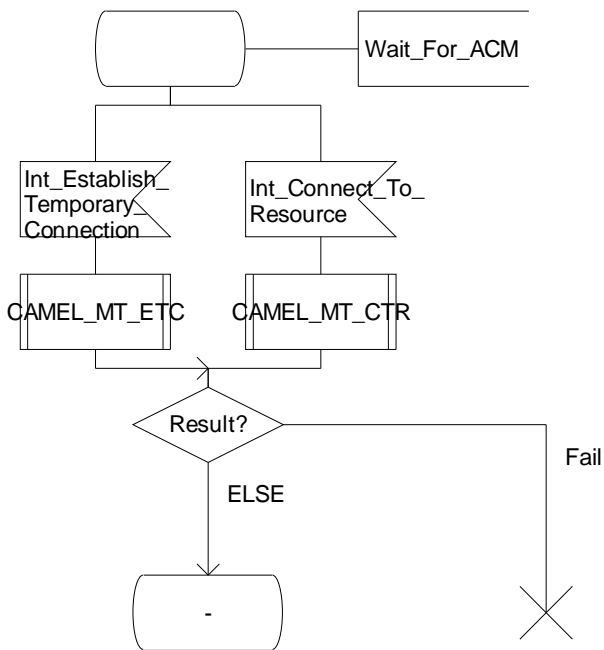 Wait_For_ACM
Int_Establish_
Temporary_
Connection
Int_Connect_To_
Resource
CAMEL_MT_ETC
CAMEL_MT_CTR
Result?
Fail
ELSE
-